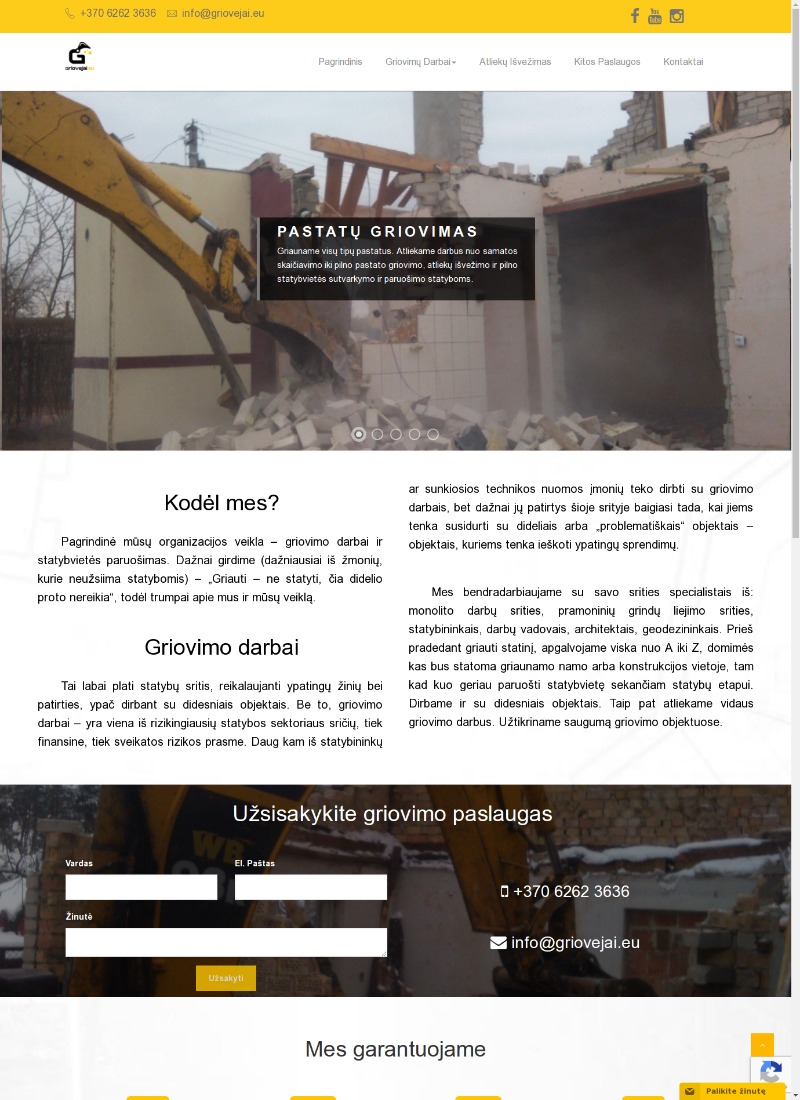 +370 6262 3636 info@griovejai.eu
You
Tube
G
griovejai.eu
Pagrindinis Griovimų Darbai Atliekų Išvežimas Kitos Paslaugos Kontaktai
PASTATŲ GRIOVIMAS
Griauname visų tipų pastatus. Atliekame darbus nuo samatos
skaičiavimo iki pilno pastato griovimo, atliekų išvežimo ir pilno
statybvietės sutvarkymo ir paruošimo statyboms.
Kodėl mes?
Pagrindinė mūsų organizacijos veikla – griovimo darbai ir
statybvietės paruošimas. Dažnai girdime (dažniausiai iš žmonių,
kurie neužsiima statybomis) – „Griauti – ne statyti, čia didelio
proto nereikia“, todėl trumpai apie mus ir mūsų veiklą.
Griovimo darbai
Tai labai plati statybų sritis, reikalaujanti ypatingų žinių bei
patirties, ypač dirbant su didesniais objektais. Be to, griovimo
darbai – yra viena iš rizikingiausių statybos sektoriaus sričių, tiek
finansine, tiek sveikatos rizikos prasme. Daug kam iš statybininkų
ar sunkiosios technikos nuomos įmonių teko dirbti su griovimo
darbais, bet dažnai jų patirtys šioje srityje baigiasi tada, kai jiems
tenka susidurti su dideliais arba „problematiškais“ objektais –
objektais, kuriems tenka ieškoti ypatingų sprendimų.
Mes bendradarbiaujame su savo srities specialistais iš:
monolito darbų srities, pramoninių grindų liejimo srities,
statybininkais, darbų vadovais, architektais, geodezininkais. Prieš
pradedant griauti statinį, apgalvojame viska nuo A iki Z, domimės
kas bus statoma griaunamo namo arba konstrukcijos vietoje, tam
kad kuo geriau paruošti statybvietę sekančiam statybų etapui.
Dirbame ir su didesniais objektais. Taip pat atliekame vidaus
griovimo darbus. Užtikriname saugumą griovimo objektuose.
Užsisakykite griovimo paslaugas
Vardas El. Paštas
Žinutė
Užsakyti
+370 6262 3636
info@griovejai.eu
Mes garantuojame
Palikite žinutę